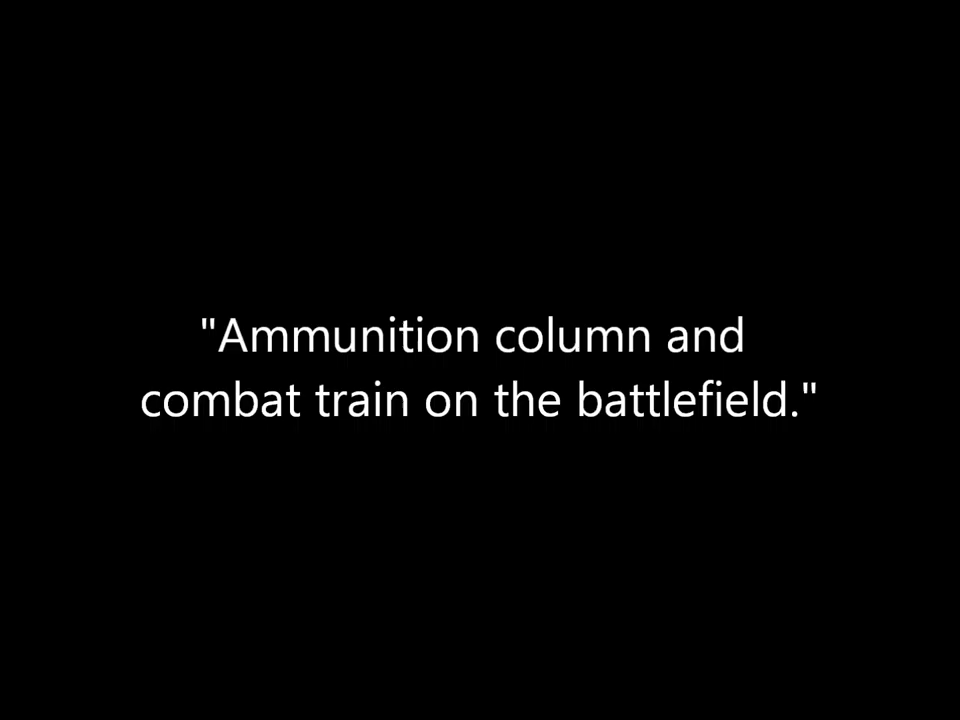 "Ammunition column and
combat train on the battlefield."